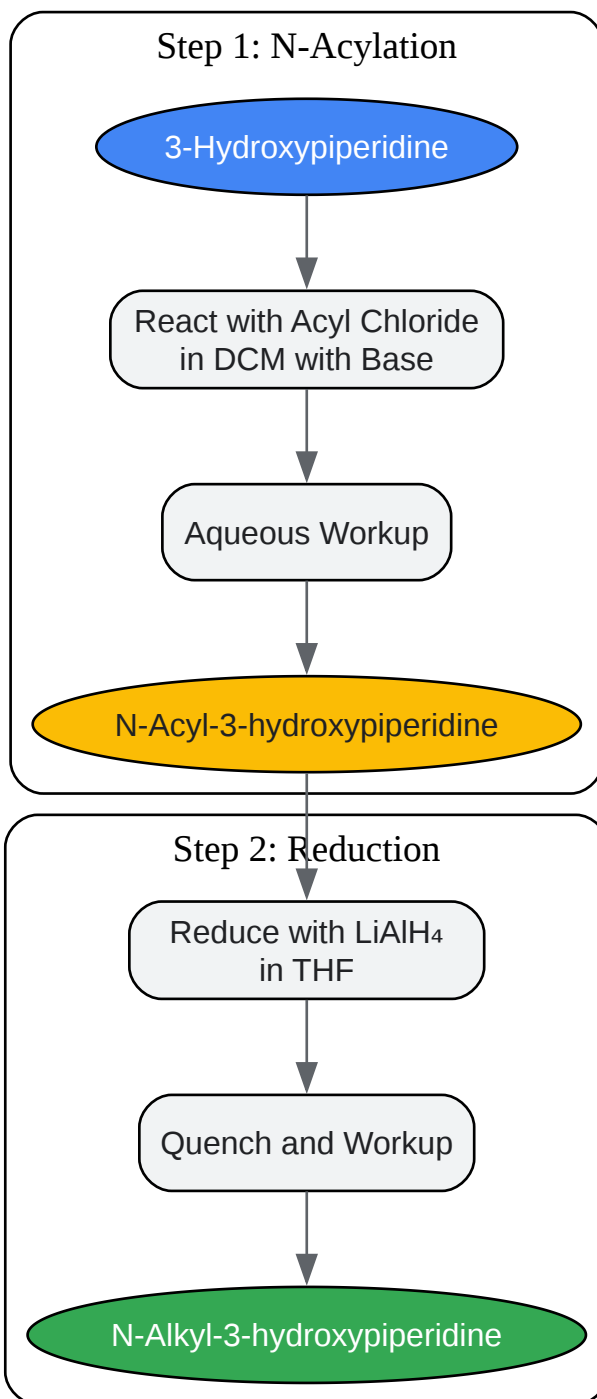 Step 1: N-Acylation
3-Hydroxypiperidine
React with Acyl Chloride
in DCM with Base
Aqueous Workup
N-Acyl-3-hydroxypiperidine
Step 2: Reduction
Reduce with LiAlH₄
in THF
Quench and Workup
N-Alkyl-3-hydroxypiperidine